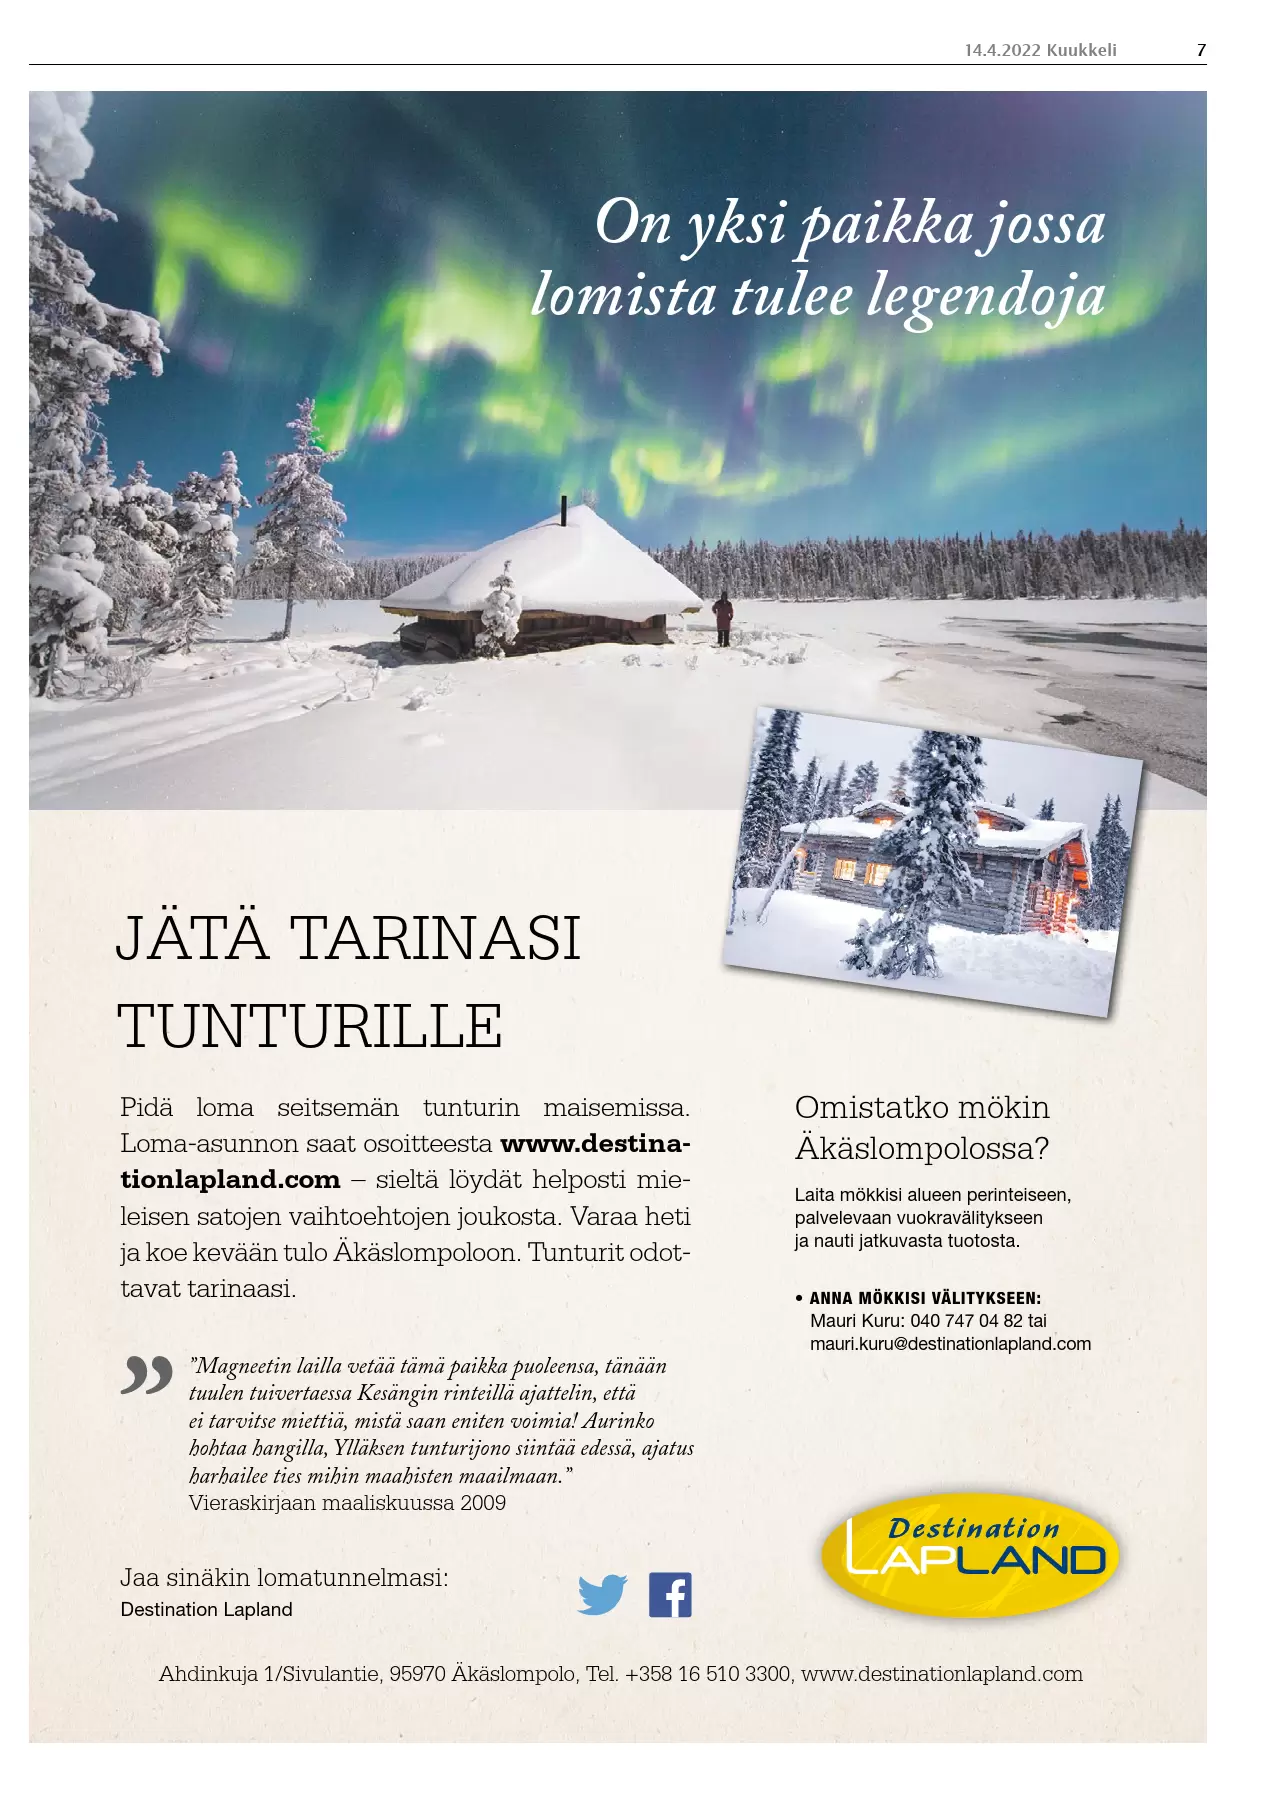 14.4.2022 Kuukkeli 7
On yksi paikka jossa
lomista tulee legendoja
JÄTÄ TARINASI
TUNTURILLE
Pidä loma seitsemän tunturin maisemissa.
Loma-asunnon saat osoitteesta www.destina-
tionlapland.com – sieltä löydät helposti mie-
leisen satojen vaihtoehtojen joukosta. Varaa heti
ja koe kevään tulo Äkäslompoloon. Tunturit odot-
tavat tarinaasi.
”Magneetin lailla vetää tämä paikka puoleensa, tänään
tuulen tuivertaessa Kesängin rinteillä ajattelin, että
ei tarvitse miettiä, mistä saan eniten voimia! Aurinko
hohtaa hangilla, Ylläksen tunturijono siintää edessä, ajatus
harhailee ties mihin maahisten maailmaan.”
Vieraskirjaan maaliskuussa 2009
Jaa sinäkin lomatunnelmasi:
Destination Lapland
Omistatko mökin
Äkäslompolossa?
Laita mökkisi alueen perinteiseen,
palvelevaan vuokravälitykseen
ja nauti jatkuvasta tuotosta.
• ANNA MÖKKISI VÄLITYKSEEN:
Mauri Kuru: 040 747 04 82 tai
mauri.kuru@destinationlapland.com
Destination
LAPLAND
Ahdinkuja 1/Sivulantie, 95970 Äkäslompolo, Tel. +358 16 510 3300, www.destinationlapland.com